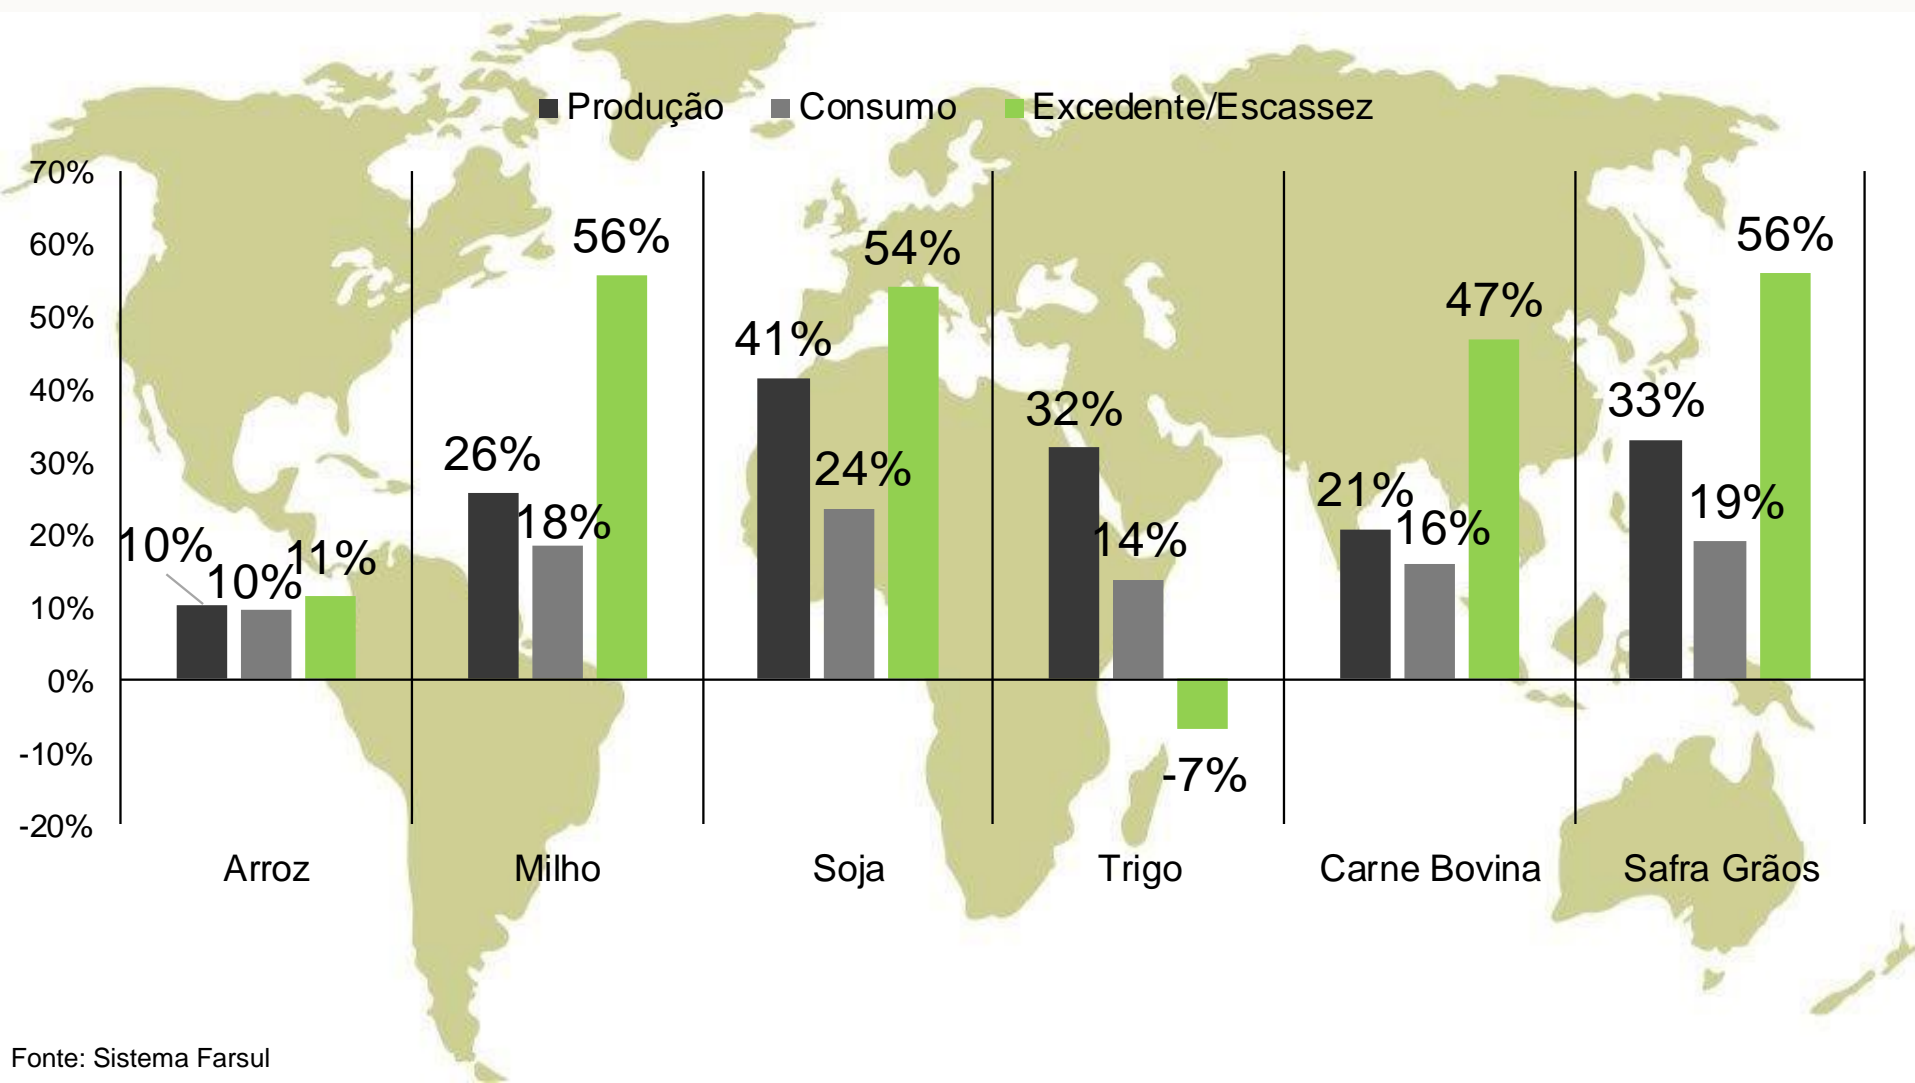 Produção Consumo Excedente/Escassez
70%
60%
50%
40%
30%
20%
10%
0%
-10%
-20%
10% 10% 11%
26% 18% 56%
41% 24% 54%
32% 14% -7%
21% 16% 47%
33% 19% 56%
Arroz Milho Soja Trigo Carne Bovina Safra Grãos
Fonte: Sistema Farsul